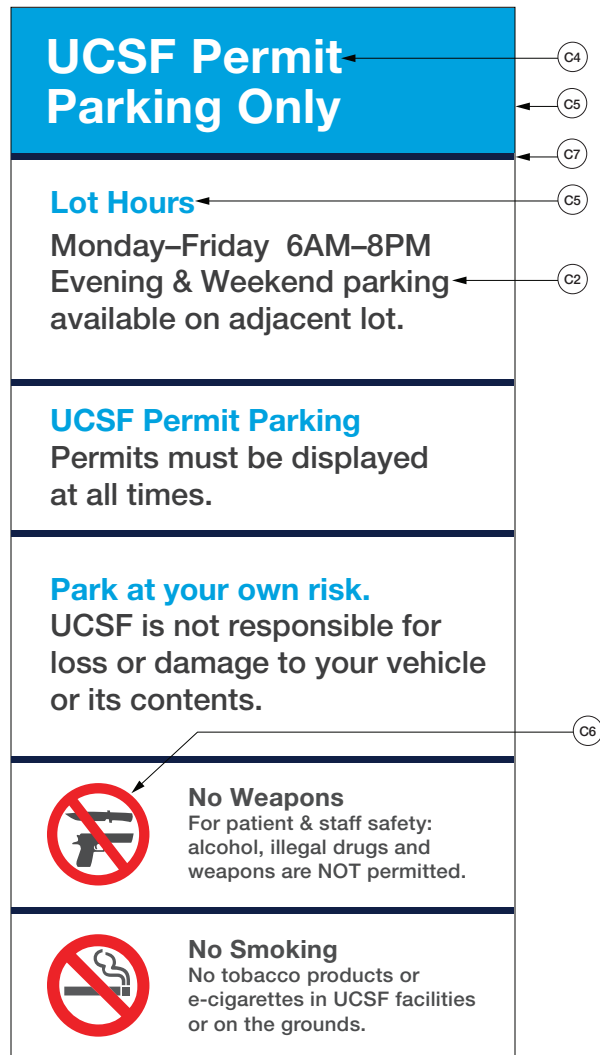 UCSF Permit
Parking Only
C4
C5
C7
Lot Hours
C5
Monday–Friday  6AM–8PM
Evening & Weekend parking
available on adjacent lot.
C2
UCSF Permit Parking
Permits must be displayed
at all times.
Park at your own risk.
UCSF is not responsible for
loss or damage to your vehicle
or its contents.
C6
No Weapons
For patient & staff safety:
alcohol, illegal drugs and
weapons are NOT permitted.
No Smoking
No tobacco products or
e-cigarettes in UCSF facilities
or on the grounds.